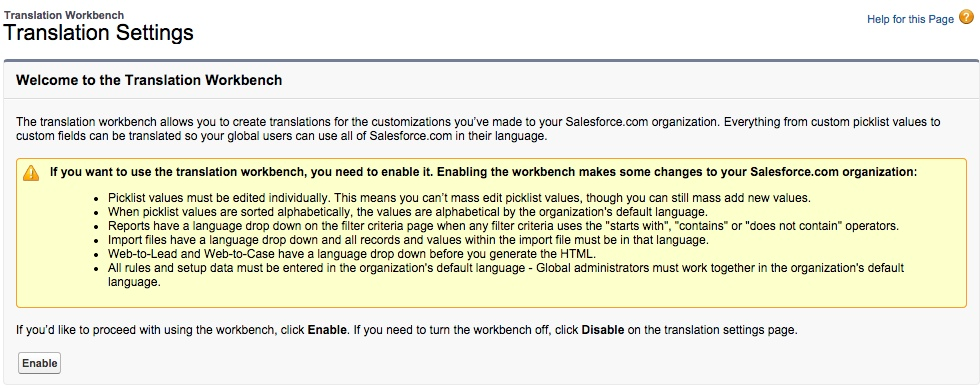 Translation Workbench
Translation Settings
Help for this Page ?
Welcome to the Translation Workbench
The translation workbench allows you to create translations for the customizations you've made to your Salesforce.com organization. Everything from custom picklist values to
custom fields can be translated so your global users can use all of Salesforce.com in their language.
If you want to use the translation workbench, you need to enable it. Enabling the workbench makes some changes to your Salesforce.com organization:
• Picklist values must be edited individually. This means you can't mass edit picklist values, though you can still mass add new values.
• When picklist values are sorted alphabetically, the values are alphabetical by the organization's default language.
• Reports have a language drop down on the filter criteria page when any filter criteria uses the "starts with", "contains" or "does not contain" operators.
• Import files have a language drop down and all records and values within the import file must be in that language.
• Web-to-Lead and Web-to-Case have a language drop down before you generate the HTML.
• All rules and setup data must be entered in the organization's default language - Global administrators must work together in the organization's default
language.
If you'd like to proceed with using the workbench, click Enable. If you need to turn the workbench off, click Disable on the translation settings page.
Enable